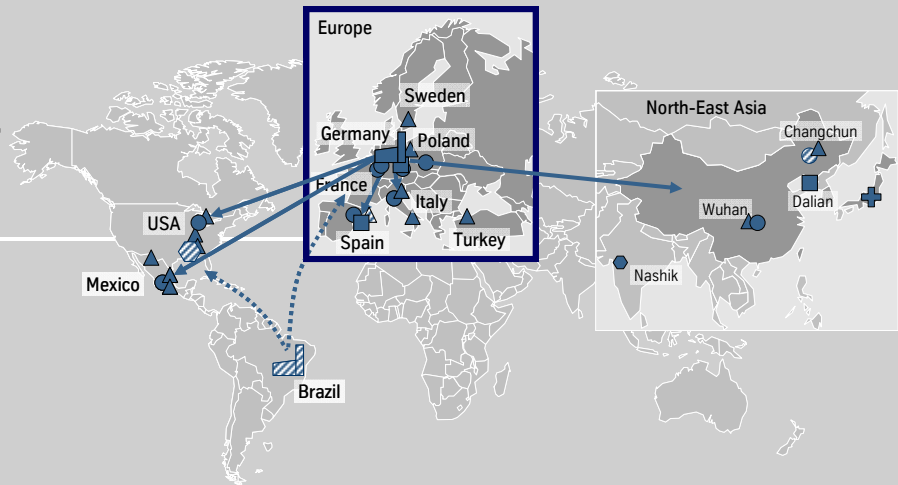 Europe
Sweden
Germany
Poland
France
Italy
Spain
Turkey
USA
Mexico
Brazil
North-East Asia
Changchun
Dalian
Wuhan
Nashik